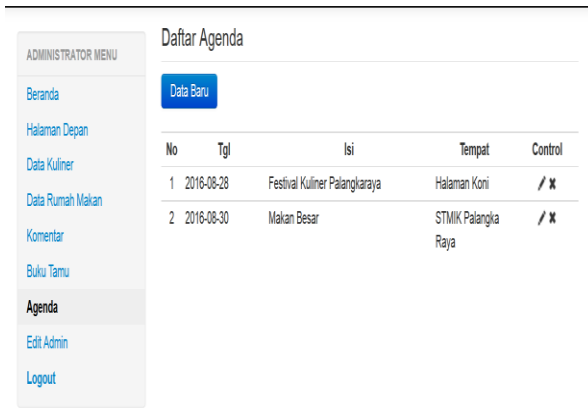 ADMINISTRATOR MENU
Beranda
Halaman Depan
Data Kuliner
Data Rumah Makan
Komentar
Buku Tamu
Agenda
Edit Admin
Logout
Daftar Agenda
Data Baru
No Tgl Isi Tempat Control
1 2016-08-28 Festival Kuliner Palangkaraya Halaman Koni
2 2016-08-30 Makan Besar STMIK Palangka
Raya